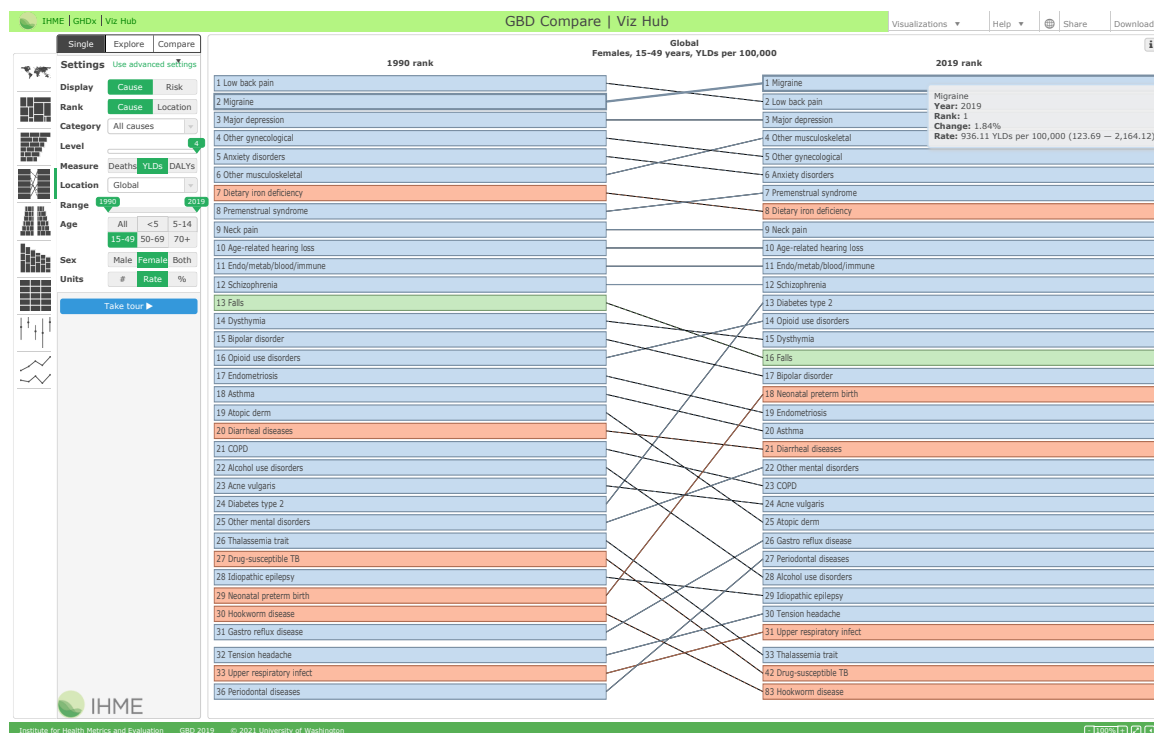 IHME | GHDx | Viz Hub
GBD Compare | Viz Hub
Visualizations ▾
Help ▾
Share
Download
Single
Explore
Compare
Settings
Use advanced settings
Display
Cause
Risk
Rank
Cause
Location
Category
All causes
Level
4
Measure
Deaths
YLDs
DALYs
Location
Global
Range
1990
2019
Age
All
<5
5-14
15-49
50-69
70+
Sex
Male
Female
Both
Units
#
Rate
%
Take tour ▶
IHME
Global
Females, 15-49 years, YLDs per 100,000
1990 rank
1 Low back pain
2 Migraine
3 Major depression
4 Other gynecological
5 Anxiety disorders
6 Other musculoskeletal
7 Dietary iron deficiency
8 Premenstrual syndrome
9 Neck pain
10 Age-related hearing loss
11 Endo/metab/blood/immune
12 Schizophrenia
13 Falls
14 Dysthymia
15 Bipolar disorder
16 Opioid use disorders
17 Endometriosis
18 Asthma
19 Atopic derm
20 Diarrheal diseases
21 COPD
22 Alcohol use disorders
23 Acne vulgaris
24 Diabetes type 2
25 Other mental disorders
26 Thalassemia trait
27 Drug-susceptible TB
28 Idiopathic epilepsy
29 Neonatal preterm birth
30 Hookworm disease
31 Gastro reflux disease
32 Tension headache
33 Upper respiratory infect
36 Periodontal diseases
2019 rank
1 Migraine
2 Low back pain
3 Major depression
4 Other musculoskeletal
5 Other gynecological
6 Anxiety disorders
7 Premenstrual syndrome
8 Dietary iron deficiency
9 Neck pain
10 Age-related hearing loss
11 Endo/metab/blood/immune
12 Schizophrenia
13 Diabetes type 2
14 Opioid use disorders
15 Dysthymia
16 Falls
17 Bipolar disorder
18 Neonatal preterm birth
19 Endometriosis
20 Asthma
21 Diarrheal diseases
22 Other mental disorders
23 COPD
24 Acne vulgaris
25 Atopic derm
26 Gastro reflux disease
27 Periodontal diseases
28 Alcohol use disorders
29 Idiopathic epilepsy
30 Tension headache
31 Upper respiratory infect
33 Thalassemia trait
42 Drug-susceptible TB
83 Hookworm disease
Migraine
Year: 2019
Rank: 1
Change: 1.84%
Rate: 936.11 YLDs per 100,000 (123.69 — 2,164.12)
Institute for Health Metrics and Evaluation
GBD 2019
© 2021 University of Washington
- 100% +